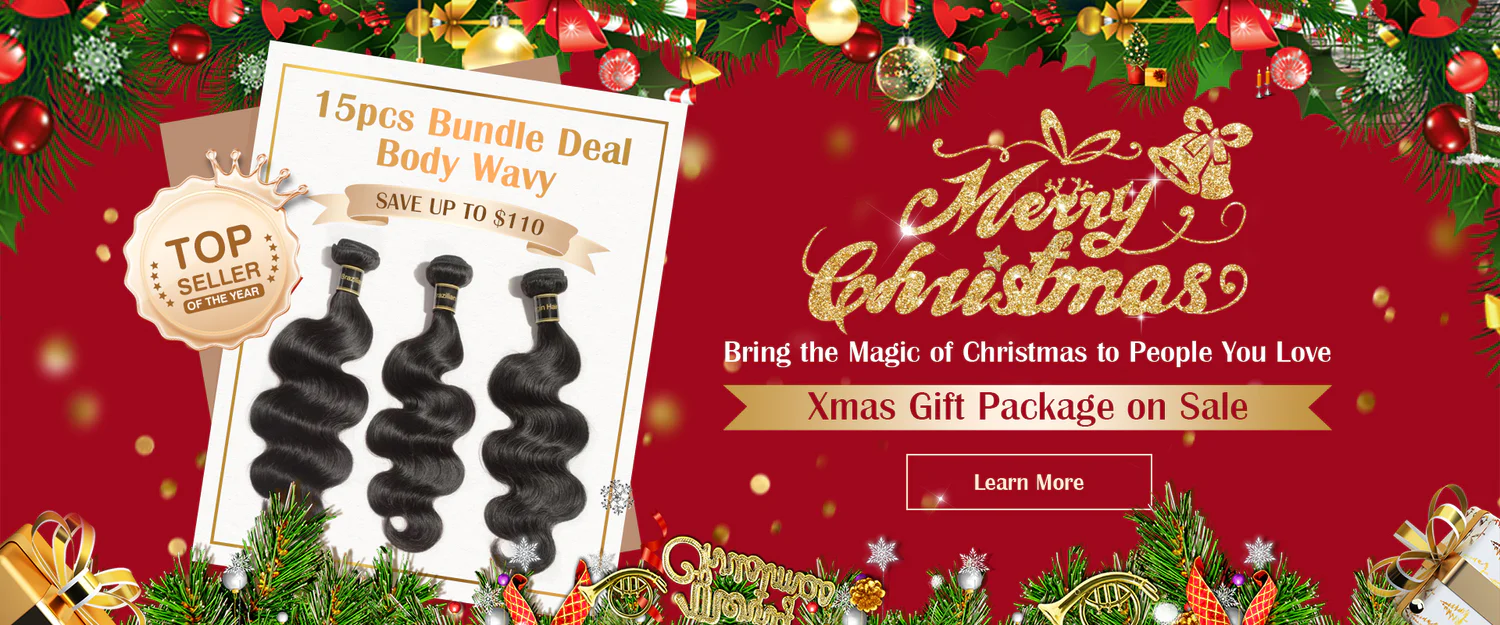 15pcs Bundle Deal
Body Wavy
SAVE UP TO $110
TOP
SELLER
OF THE YEAR
Merry
Christmas
Bring the Magic of Christmas to People You Love
Xmas Gift Package on Sale
Learn More